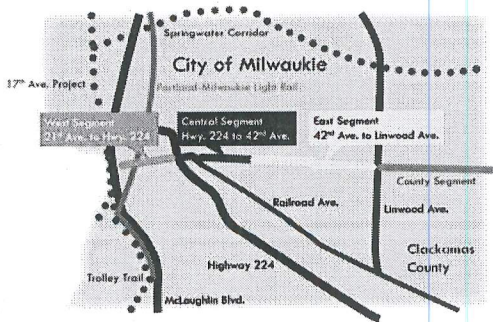 Springwater Corridor
City of Milwaukie
17th Ave. Project
Portland-Milwaukie Light Rail
West Segment
21st Ave. to Hwy. 224
Central Segment
Hwy. 224 to 42nd Ave.
East Segment
42nd Ave. to Linwood Ave.
County Segment
Railroad Ave.
Linwood Ave.
Clackamas
County
Highway 224
Trolley Trail
McLaughlin Blvd.